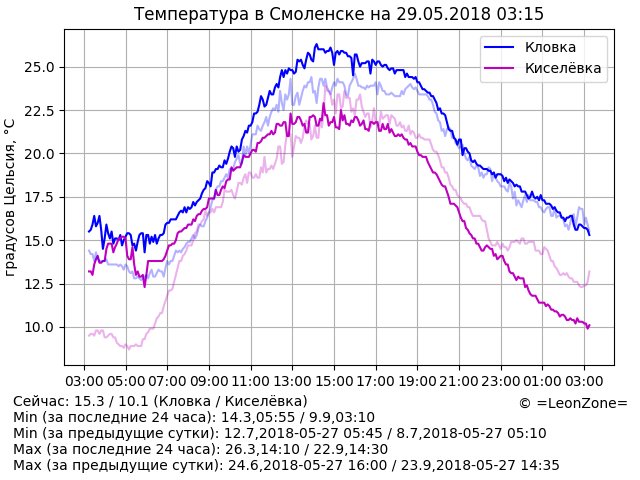 Температура в Смоленске на 29.05.2018 03:15
градусов Цельсия, °C
25.0
22.5
20.0
17.5
15.0
12.5
10.0
Кловка
Киселёвка
03:00 05:00 07:00 09:00 11:00 13:00 15:00 17:00 19:00 21:00 23:00 01:00 03:00
Сейчас: 15.3 / 10.1 (Кловка / Киселёвка)
© =LeonZone=
Min (за последние 24 часа): 14.3,05:55 / 9.9,03:10
Min (за предыдущие сутки): 12.7,2018-05-27 05:45 / 8.7,2018-05-27 05:10
Max (за последние 24 часа): 26.3,14:10 / 22.9,14:30
Max (за предыдущие сутки): 24.6,2018-05-27 16:00 / 23.9,2018-05-27 14:35